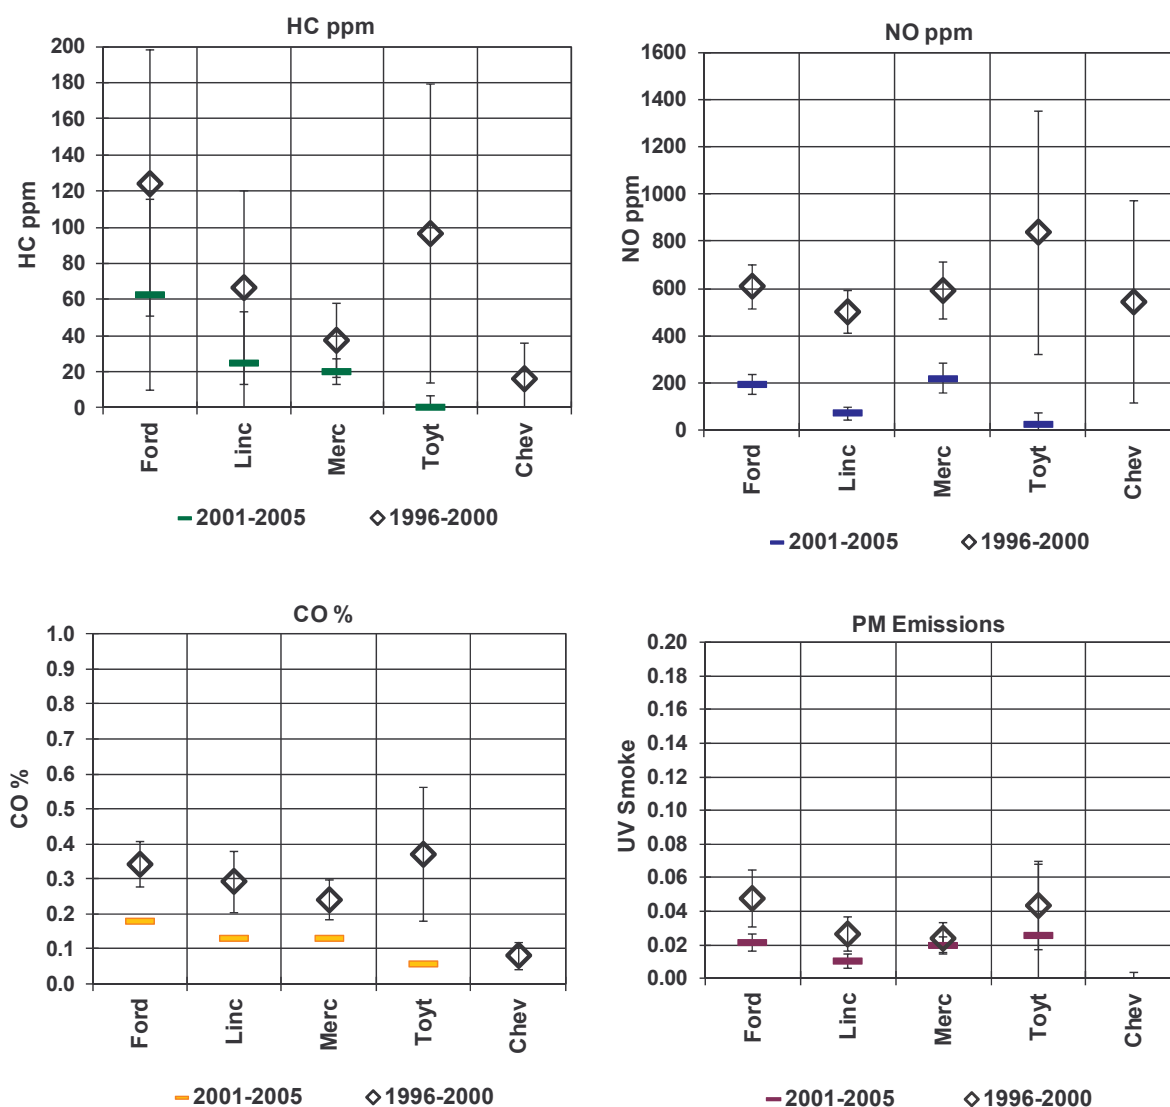 HC ppm
200
180
160
140
120
100
80
60
40
20
0
HC ppm
Ford
Linc
Merc
Toyt
Chev
2001-2005 1996-2000
NO ppm
1600
1400
1200
1000
800
600
400
200
0
NO ppm
Ford
Linc
Merc
Toyt
Chev
2001-2005 1996-2000
CO %
1.0
0.9
0.8
0.7
0.6
0.5
0.4
0.3
0.2
0.1
0.0
CO %
Ford
Linc
Merc
Toyt
Chev
2001-2005 1996-2000
PM Emissions
0.20
0.18
0.16
0.14
0.12
0.10
0.08
0.06
0.04
0.02
0.00
UV Smoke
Ford
Linc
Merc
Toyt
Chev
2001-2005 1996-2000